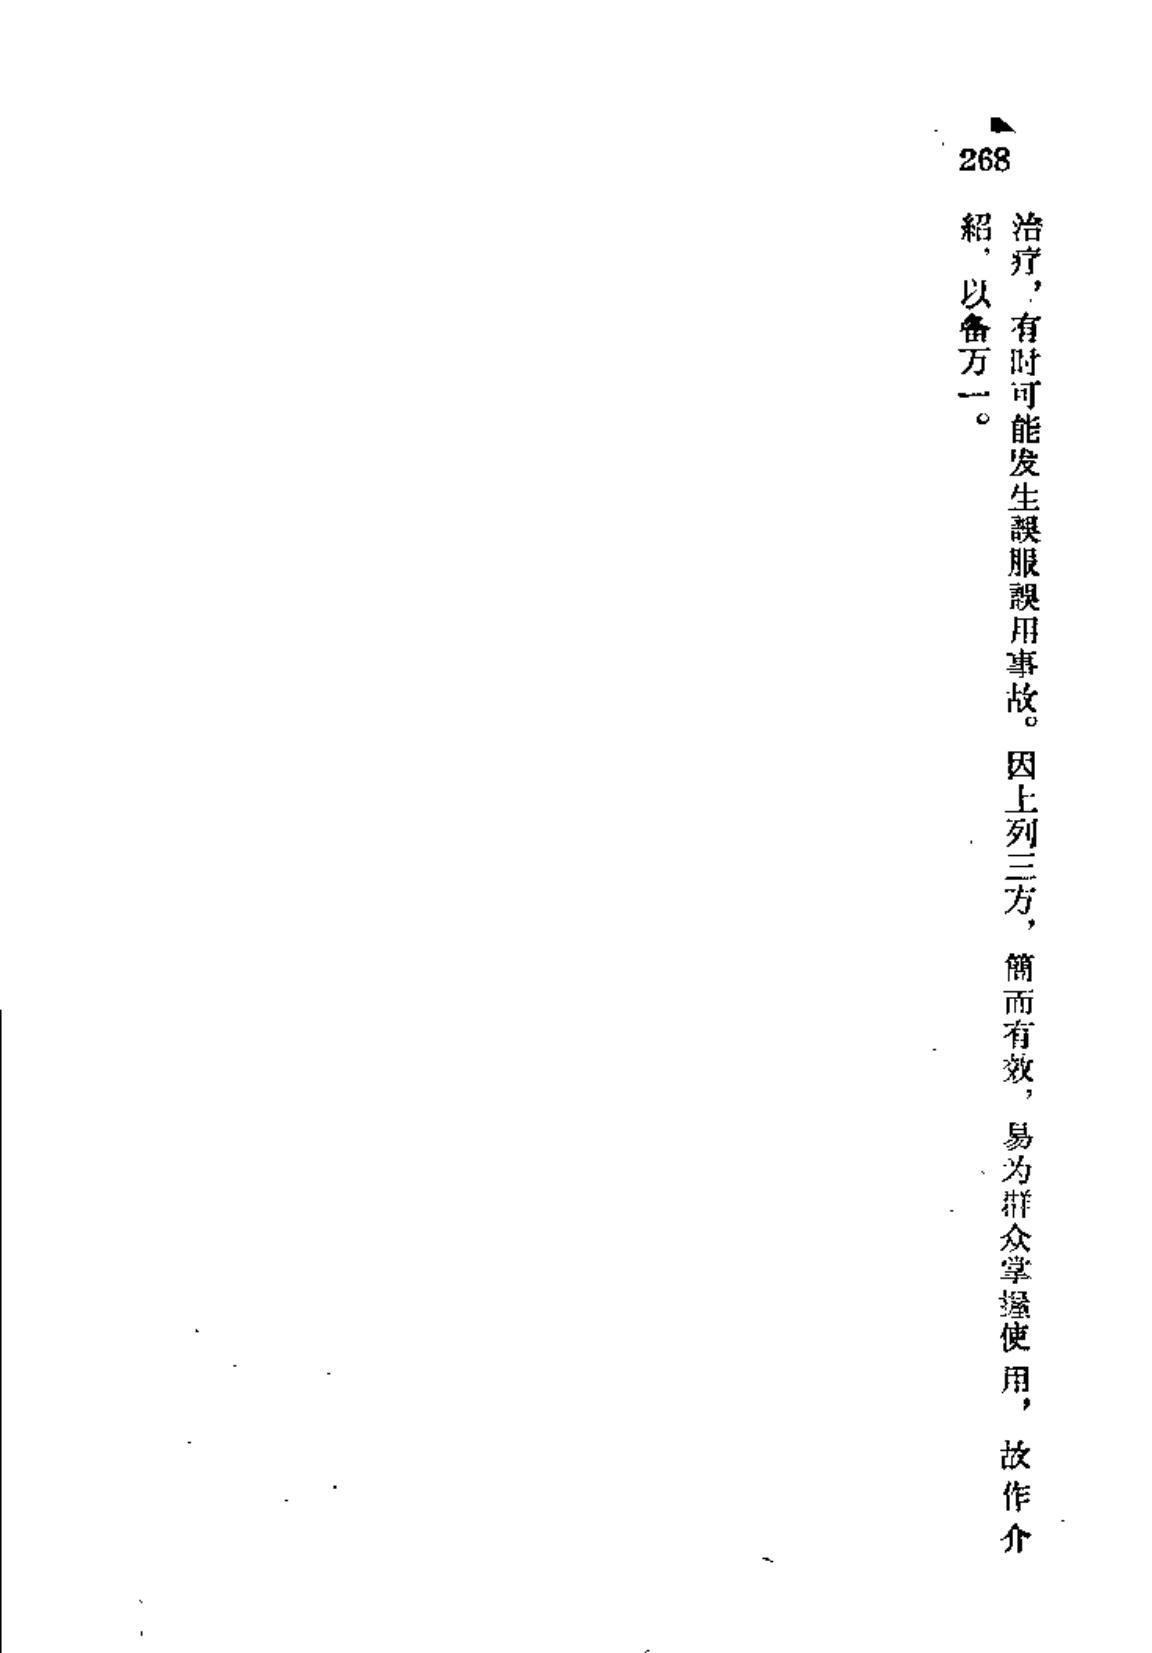 268
治疗，有时可能发生誤服誤用事故。因上列三方，簡而有效，易为群众掌握使用，故作介
紹，以备万一。